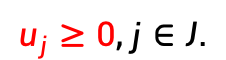 u_j ≥ 0, j ∈ J.